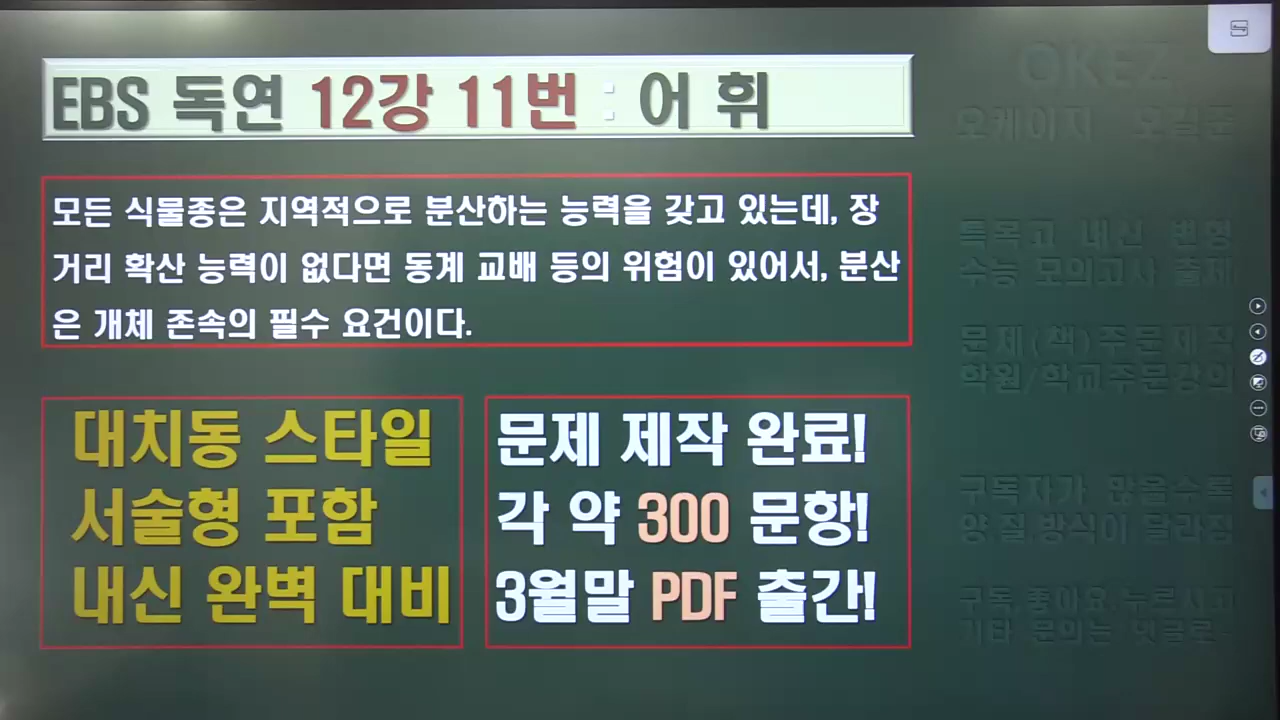 EBS 독연 12강 11번 : 어 휘
모든 식물종은 지역적으로 분산하는 능력을 갖고 있는데, 장
거리 확산 능력이 없다면 동계 교배 등의 위험이 있어서, 분산
은 개체 존속의 필수 요건이다.
대치동 스타일
서술형 포함
내신 완벽 대비
문제 제작 완료!
각 약 300 문항!
3월말 PDF 출간!
OKEZ
오케이지 오길준
특목고 내신 변형
수능 모의고사 출제
문제(책)주문제작
학원/학교주문강의
구독자가 많을수록
양 질,방식이 달라짐
구독,좋아요,누르시고
기타 문의는 댓글로~